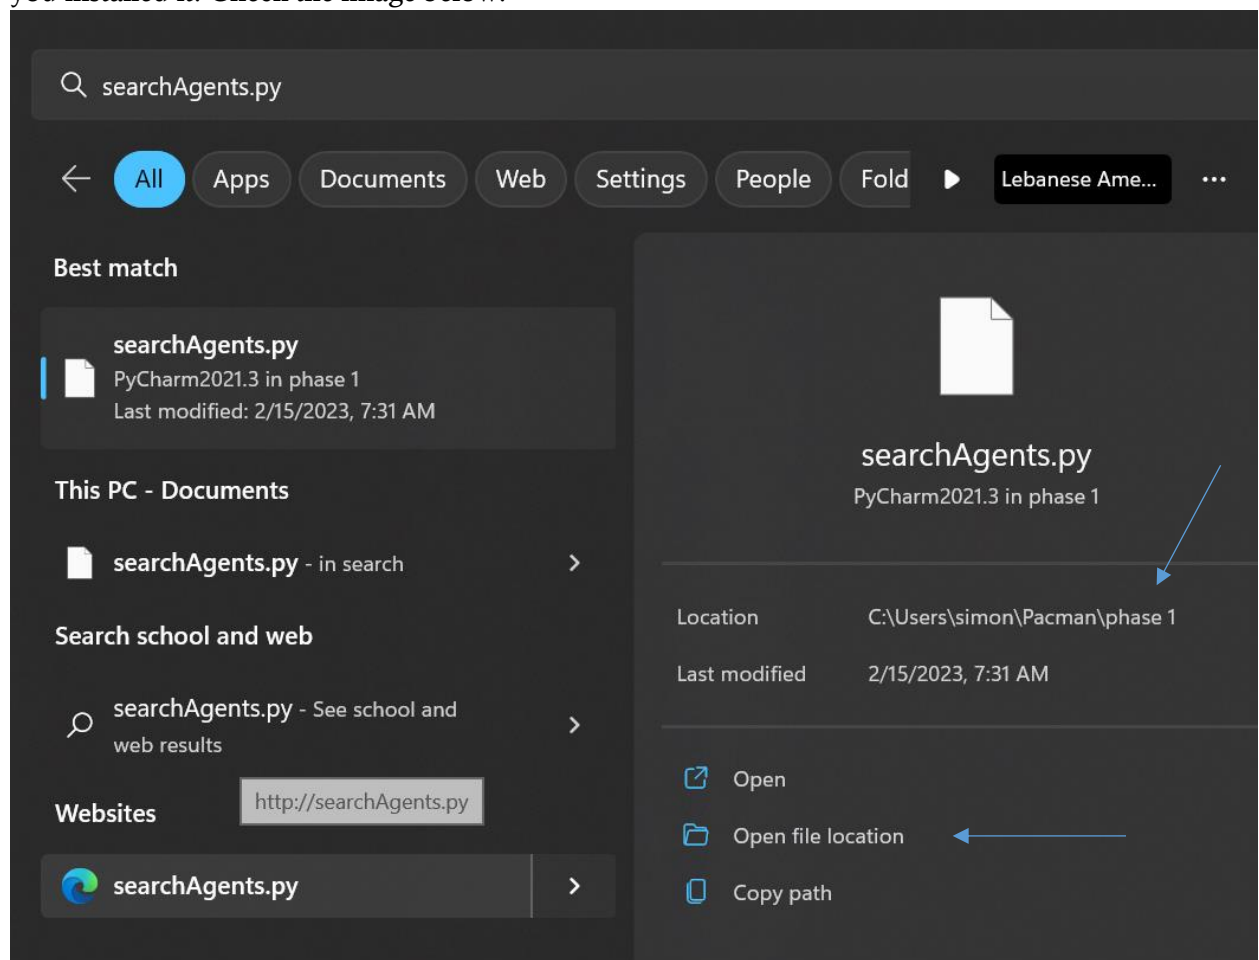 searchAgents.py
All Apps Documents Web Settings People Fold Lebanese Ame... ...
Best match
searchAgents.py
PyCharm2021.3 in phase 1
Last modified: 2/15/2023, 7:31 AM
This PC - Documents
searchAgents.py - in search
Search school and web
searchAgents.py - See school and
web results
http://searchAgents.py
Websites
searchAgents.py
searchAgents.py
PyCharm2021.3 in phase 1
Location C:\Users\simon\Pacman\phase 1
Last modified 2/15/2023, 7:31 AM
Open
Open file location
Copy path